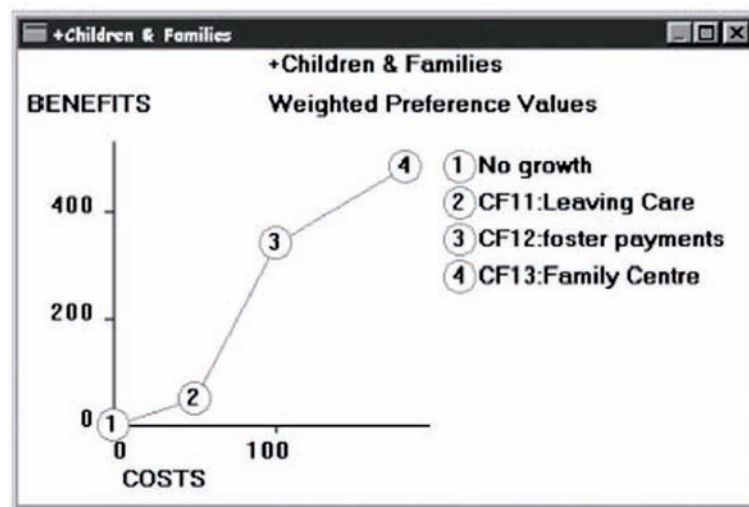 +Children & Families
+Children & Families
BENEFITS
Weighted Preference Values
400
200
0
0
100
COSTS
1
2
3
4
1 No growth
2 CF11:Leaving Care
3 CF12:foster payments
4 CF13:Family Centre